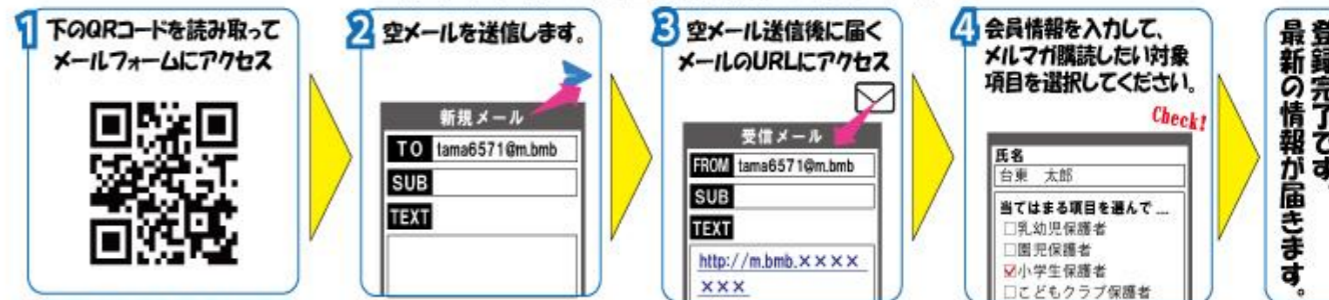 1 下のQRコードを読み取って
メールフォームにアクセス
2 空メールを送信します。
新規メール
TO tama6571@m.bmb
SUB
TEXT
3 空メール送信後に届く
メールのURLにアクセス
受信メール
FROM tama6571@m.bmb
SUB
TEXT
http://m.bmb.××××
×××
4 会員情報を入力して、
メルマガ購読したい対象
項目を選択してください。
Check!
氏名
台東 太郎
当てはまる項目を選んで...
□乳幼児保護者
□園児保護者
☑小学生保護者
□こどもクラブ保護者
登録完了です。
最新の情報が届きます。